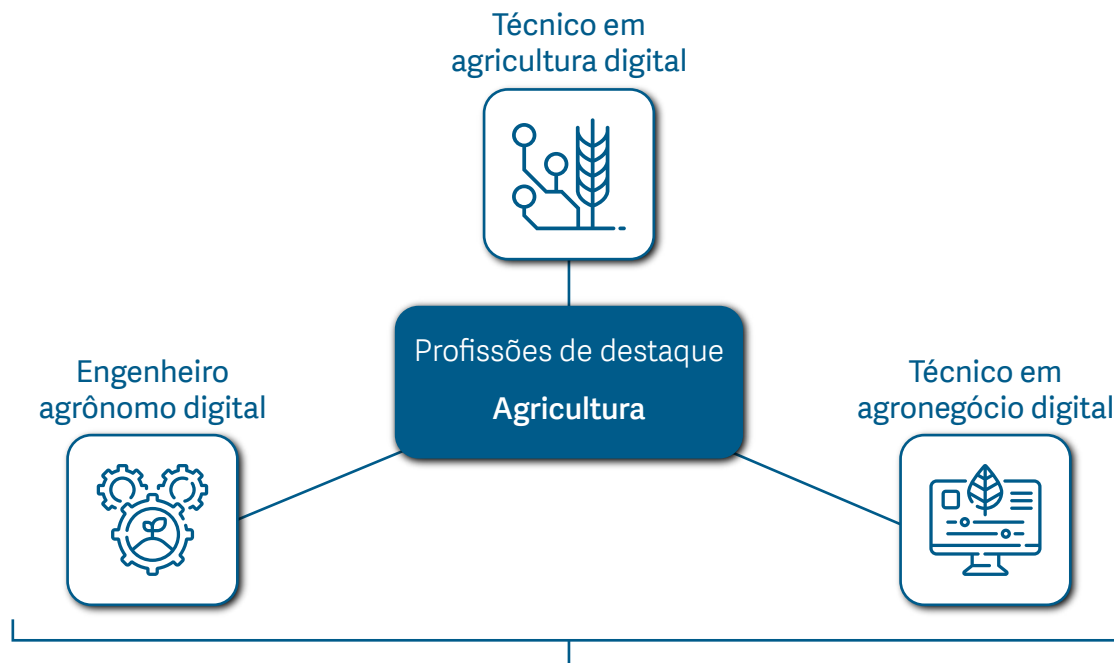 Técnico em
agricultura digital
Profissões de destaque
Agricultura
Engenheiro
agrônomo digital
Técnico em
agronegócio digital